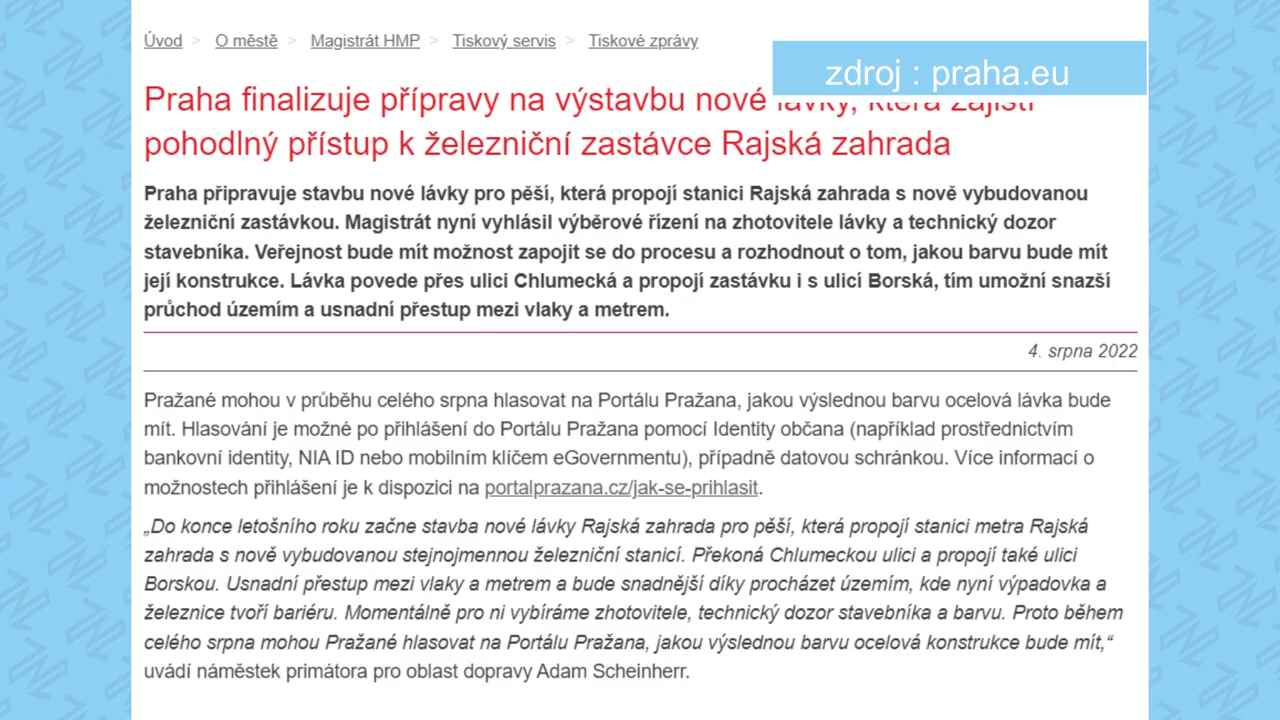 Úvod > O městě > Magistrát HMP > Tiskový servis > Tiskové zprávy
zdroj : praha.eu
Praha finalizuje přípravy na výstavbu nové lávky, která zajistí
pohodlný přístup k železniční zastávce Rajská zahrada
Praha připravuje stavbu nové lávky pro pěší, která propojí stanici Rajská zahrada s nově vybudovanou
železniční zastávkou. Magistrát nyní vyhlásil výběrové řízení na zhotovitele lávky a technický dozor
stavebníka. Veřejnost bude mít možnost zapojit se do procesu a rozhodnout o tom, jakou barvu bude mít
její konstrukce. Lávka povede přes ulici Chlumecká a propojí zastávku i s ulicí Borská, tím umožní snazší
průchod územím a usnadní přestup mezi vlaky a metrem.
4. srpna 2022
Pražané mohou v průběhu celého srpna hlasovat na Portálu Pražana, jakou výslednou barvu ocelová lávka bude
mít. Hlasování je možné po přihlášení do Portálu Pražana pomocí Identity občana (například prostřednictvím
bankovní identity, NIA ID nebo mobilním klíčem eGovernmentu), případně datovou schránkou. Více informací o
možnostech přihlášení je k dispozici na portalprazana.cz/jak-se-prihlasit.
„Do konce letošního roku začne stavba nové lávky Rajská zahrada pro pěší, která propojí stanici metra Rajská
zahrada s nově vybudovanou stejnojmennou železniční stanicí. Překoná Chlumeckou ulici a propojí také ulici
Borskou. Usnadní přestup mezi vlaky a metrem a bude snadnější díky procházet územím, kde nyní výpadovka a
železnice tvoří bariéru. Momentálně pro ni vybíráme zhotovitele, technický dozor stavebníka a barvu. Proto během
celého srpna mohou Pražané hlasovat na Portálu Pražana, jakou výslednou barvu ocelová konstrukce bude mít,“
uvádí náměstek primátora pro oblast dopravy Adam Scheinherr.